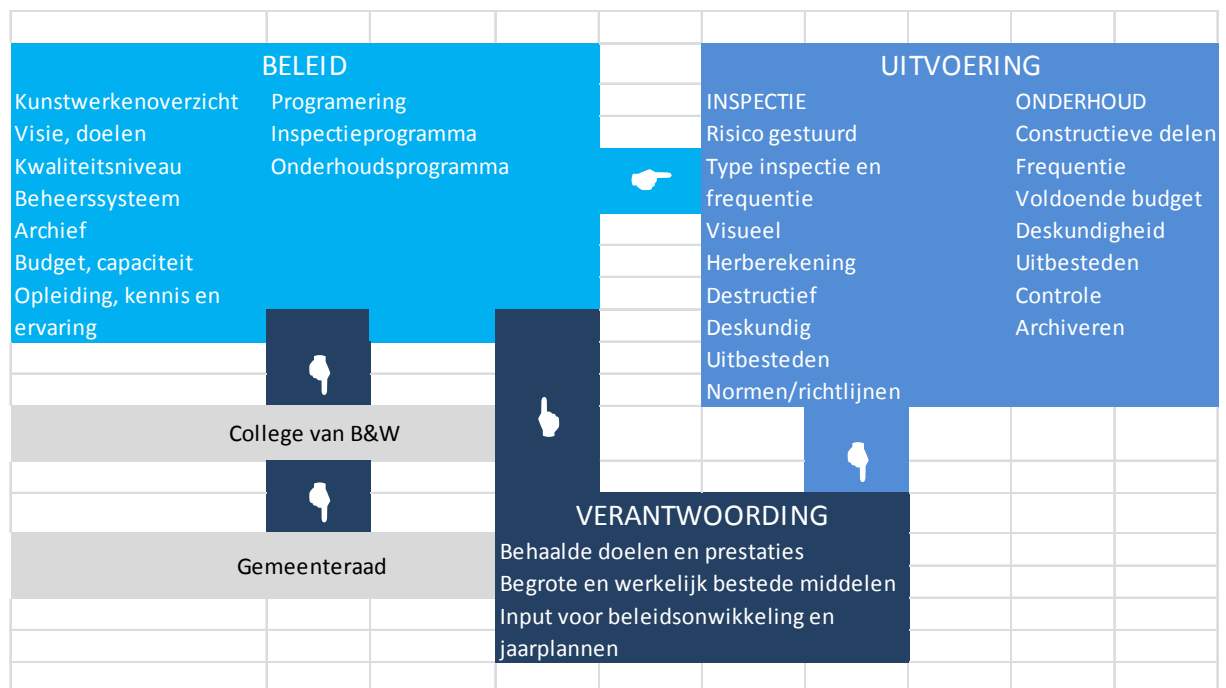 BELEID
Kunstwerkenoverzicht
Visie, doelen
Kwaliteitsniveau
Beheerssysteem
Archief
Budget, capaciteit
Opleiding, kennis en
ervaring
Programering
Inspectieprogramma
Onderhoudsprogramma
UITVOERING
INSPECTIE
Risico gestuurd
Type inspectie en
frequentie
Visueel
Herberekening
Destructief
Deskundig
Uitbesteden
Normen/richtlijnen
ONDERHOUD
Constructieve delen
Frequentie
Voldoende budget
Deskundigheid
Uitbesteden
Controle
Archiveren
College van B&W
Gemeenteraad
VERANTWOORDING
Behaalde doelen en prestaties
Begrote en werkelijk bestede middelen
Input voor beleidsonwikkeling en
jaarplannen